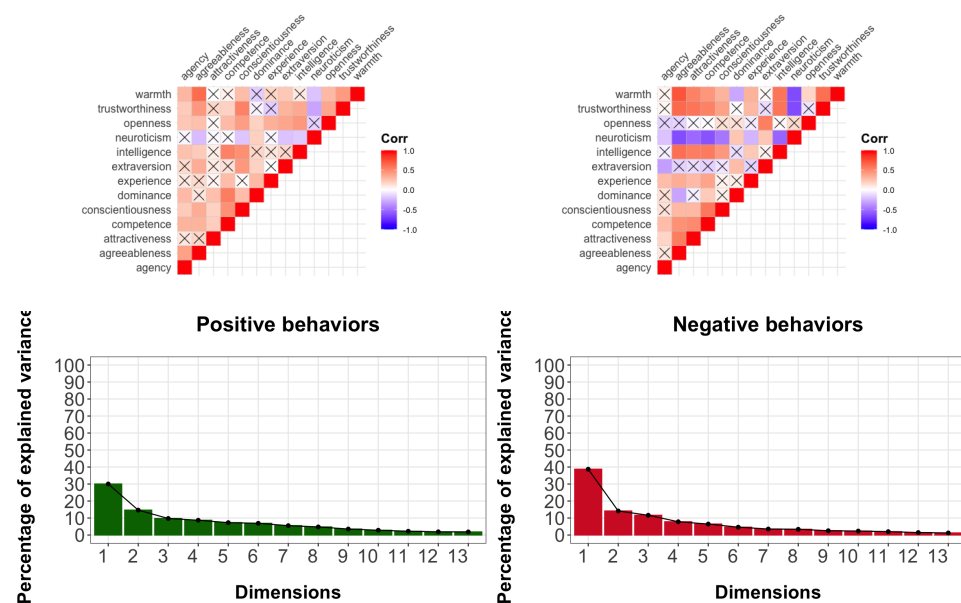 agency
agreeableness
attractiveness
competence
conscientiousness
dominance
experience
extraversion
intelligence
neuroticism
openness
trustworthiness
warmth
warmth
trustworthiness
openness
neuroticism
intelligence
extraversion
experience
dominance
conscientiousness
competence
attractiveness
agreeableness
agency
Corr
1.0
0.5
0.0
-0.5
-1.0
agency
agreeableness
attractiveness
competence
conscientiousness
dominance
experience
extraversion
intelligence
neuroticism
openness
trustworthiness
warmth
warmth
trustworthiness
openness
neuroticism
intelligence
extraversion
experience
dominance
conscientiousness
competence
attractiveness
agreeableness
agency
Corr
1.0
0.5
0.0
-0.5
-1.0
Positive behaviors
Percentage of explained variance
100
90
80
70
60
50
40
30
20
10
0
1 2 3 4 5 6 7 8 9 10 11 12 13
Dimensions
Negative behaviors
Percentage of explained variance
100
90
80
70
60
50
40
30
20
10
0
1 2 3 4 5 6 7 8 9 10 11 12 13
Dimensions